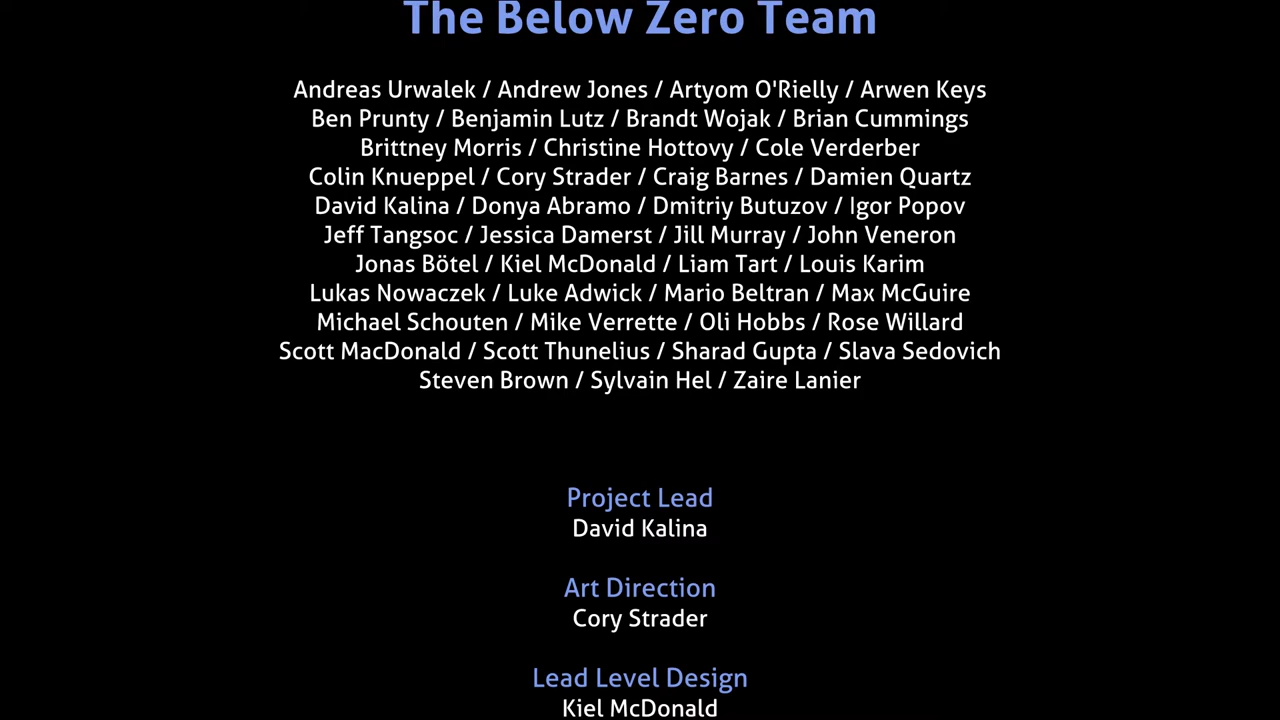 The Below Zero Team
Andreas Urwalek / Andrew Jones / Artyom O'Rielly / Arwen Keys
Ben Prunty / Benjamin Lutz / Brandt Wojak / Brian Cummings
Brittney Morris / Christine Hottovy / Cole Verderber
Colin Knueppel / Cory Strader / Craig Barnes / Damien Quartz
David Kalina / Donya Abramo / Dmitriy Butuzov / Igor Popov
Jeff Tangsoc / Jessica Damerst / Jill Murray / John Veneron
Jonas Bötel / Kiel McDonald / Liam Tart / Louis Karim
Lukas Nowaczek / Luke Adwick / Mario Beltran / Max McGuire
Michael Schouten / Mike Verrette / Oli Hobbs / Rose Willard
Scott MacDonald / Scott Thunelius / Sharad Gupta / Slava Sedovich
Steven Brown / Sylvain Hel / Zaire Lanier
Project Lead
David Kalina
Art Direction
Cory Strader
Lead Level Design
Kiel McDonald